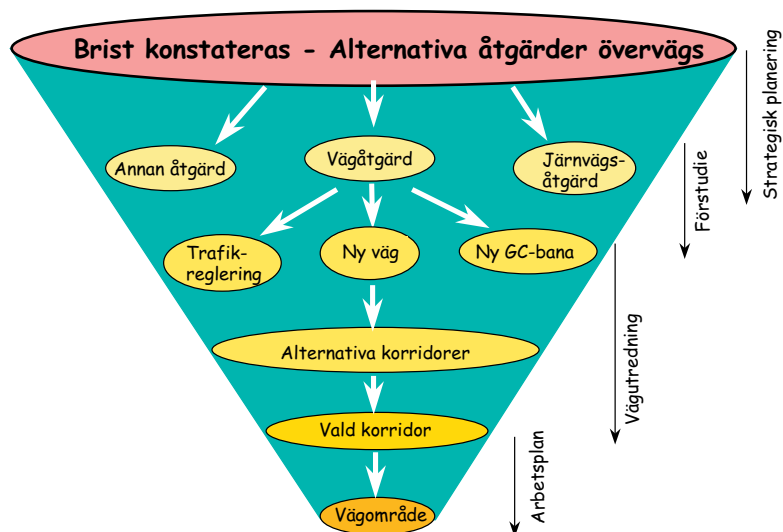 Brist konstateras - Alternativa åtgärder övervägs
Annan åtgärd
Vägåtgärd
Järnvägs-
åtgärd
Trafik-
reglering
Ny väg
Ny GC-bana
Alternativa korridorer
Vald korridor
Vägområde
Strategisk planering
Förstudie
Vägutredning
Arbetsplan